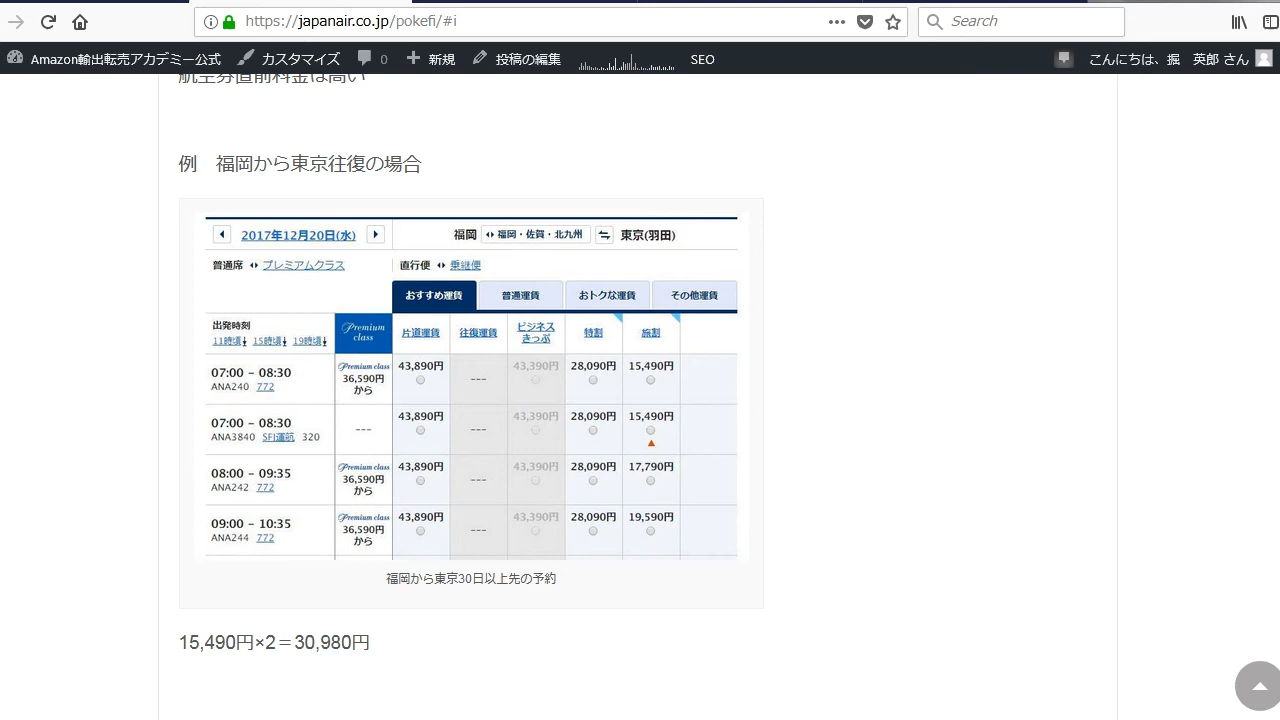 https://japanair.co.jp/pokefi/#i
Search
Amazon輸出転売アカデミー公式 カスタマイズ 0 新規 投稿の編集 SEO こんにちは、掘 英郎 さん
航空券直前料金は高い
例 福岡から東京往復の場合
2017年12月20日(水) 福岡 福岡・佐賀・北九州 東京(羽田)
普通席 プレミアムクラス 直行便 乗継便
おすすめ運賃 普通運賃 おトクな運賃 その他運賃
出発時刻
11時頃 15時頃 19時頃
Premium class 片道運賃 往復運賃 ビジネスきっぷ 特割 旅割
07:00 - 08:30 Premium class 43,890円 43,390円 28,090円 15,490円
ANA240 772 36,590円から ---
07:00 - 08:30 43,890円 43,390円 28,090円 15,490円
ANA3840 SFJ運航 320 --- ---
08:00 - 09:35 Premium class 43,890円 43,390円 28,090円 17,790円
ANA242 772 36,590円から ---
09:00 - 10:35 Premium class 43,890円 43,390円 28,090円 19,590円
ANA244 772 36,590円から ---
福岡から東京30日以上先の予約
15,490円×2＝30,980円